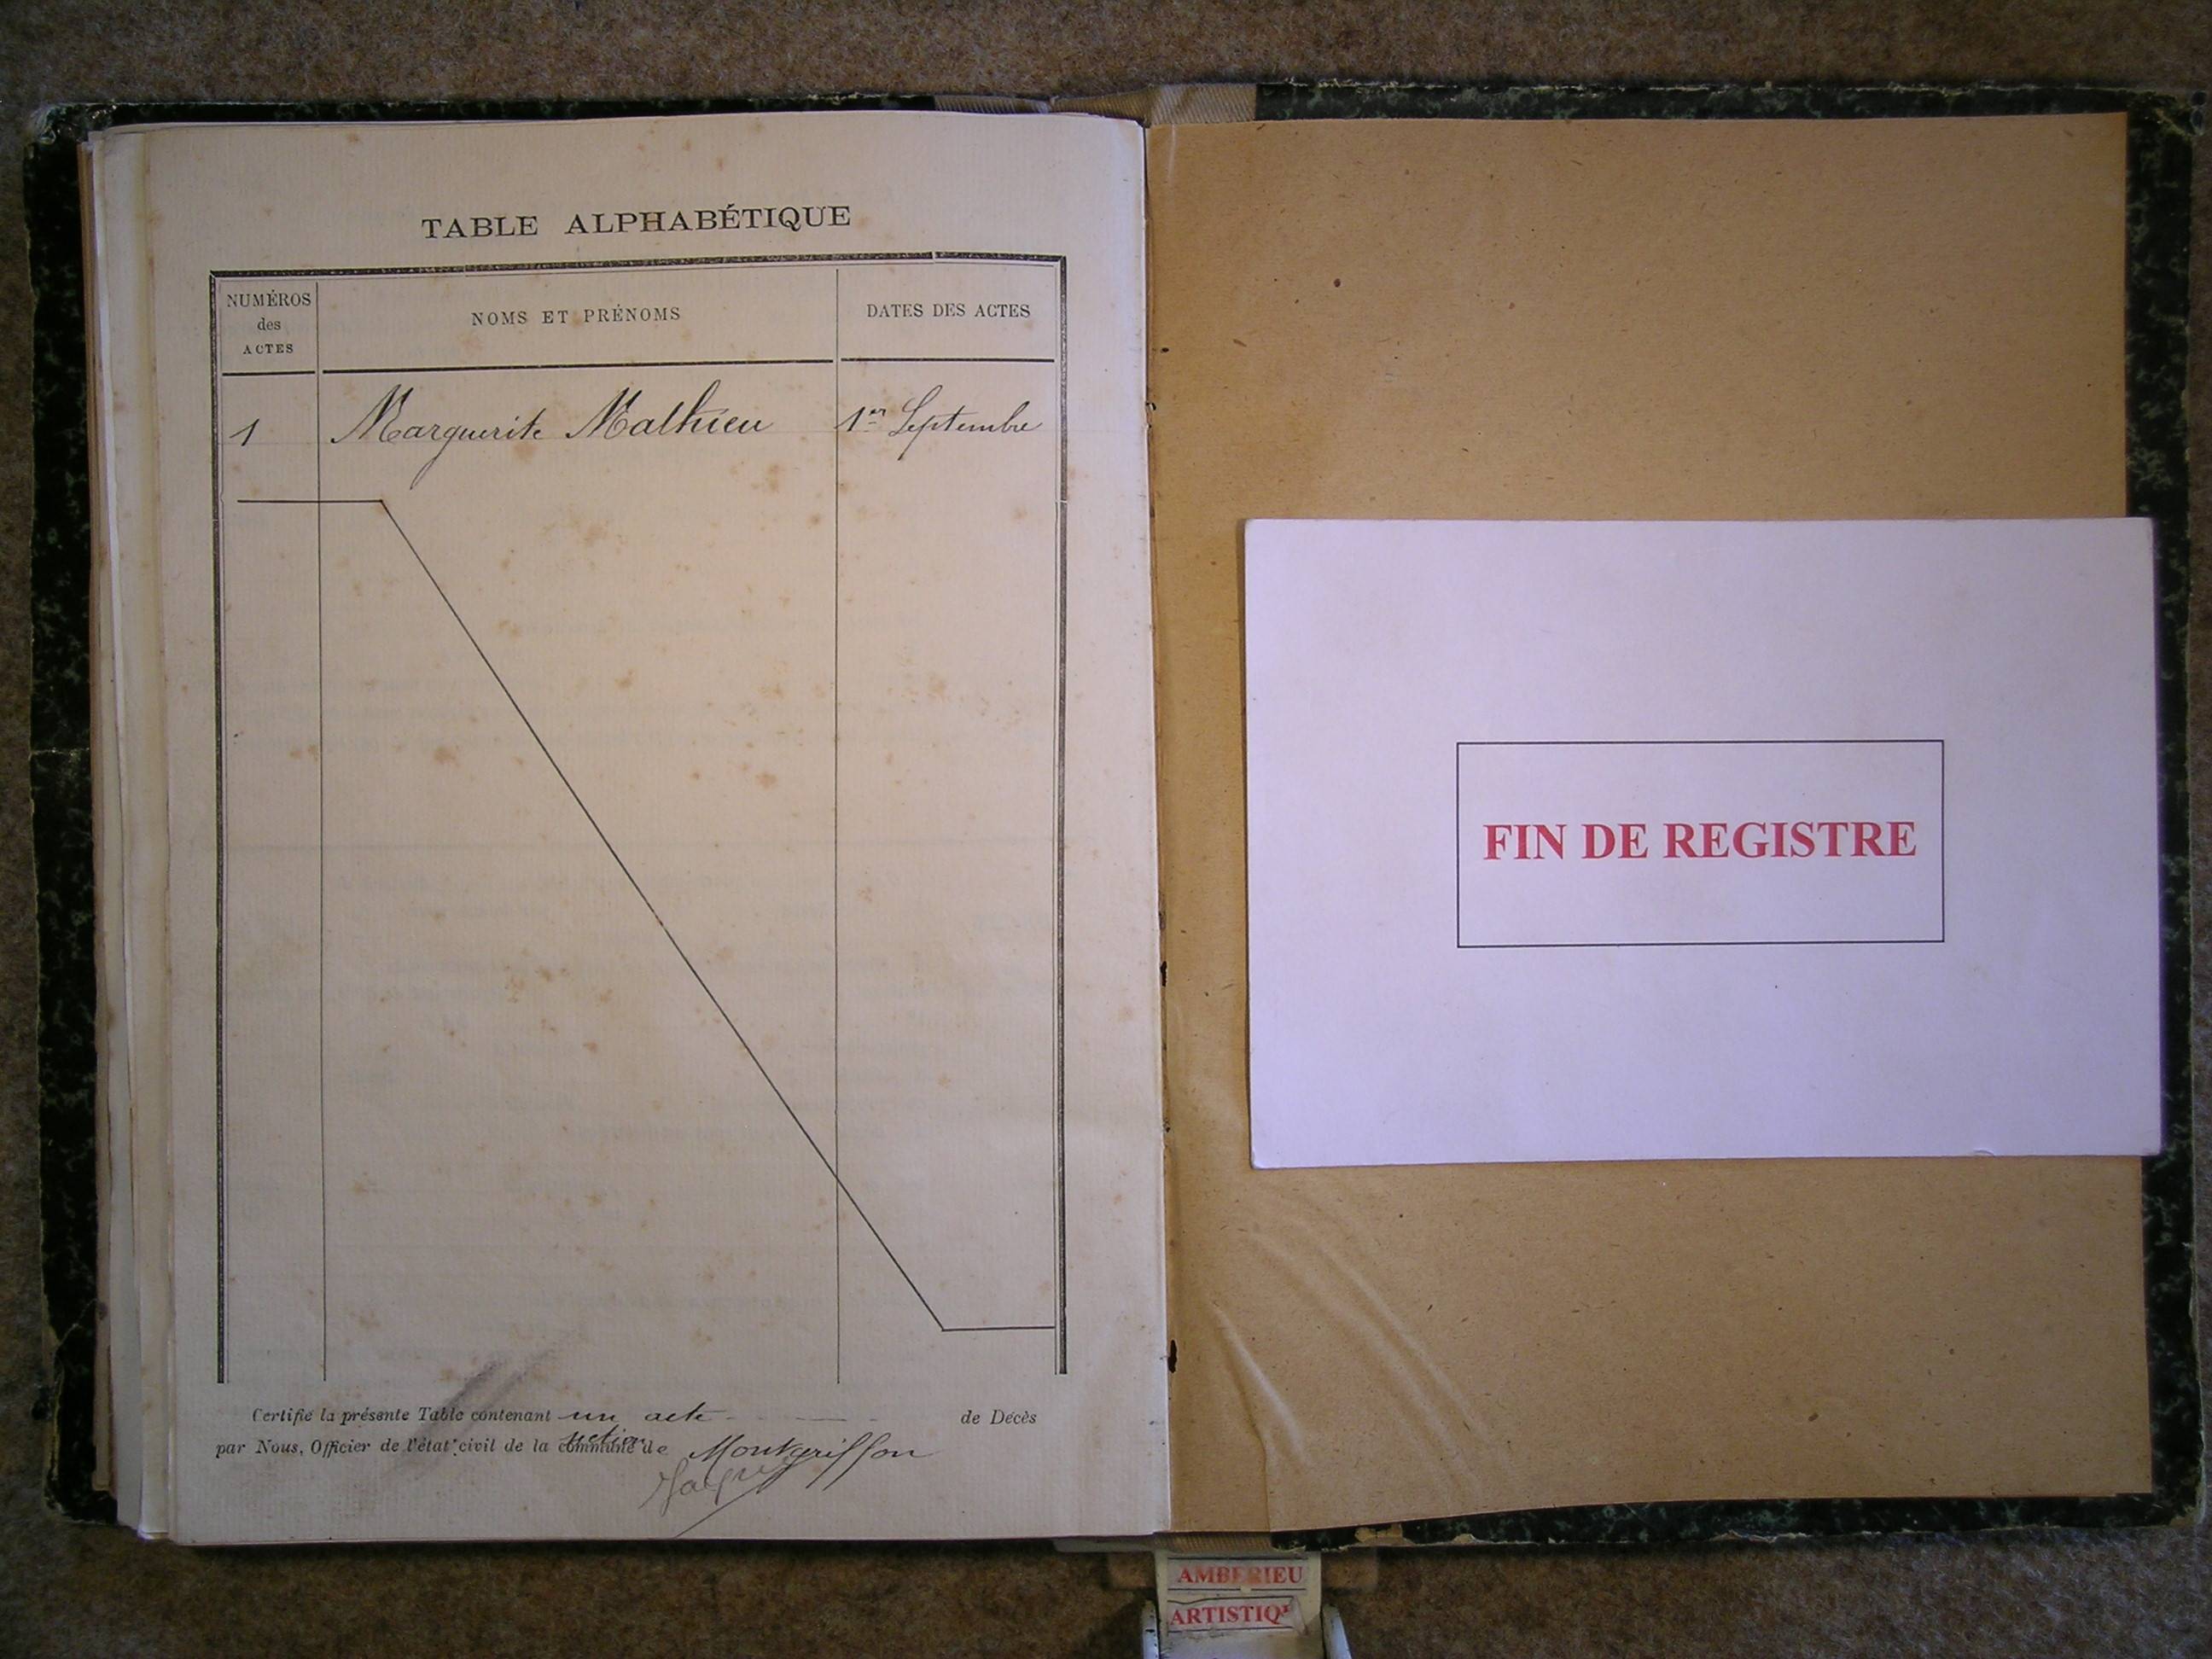 TABLE ALPHABÉTIQUE
NUMÉROS
des
ACTES
NOMS ET PRÉNOMS
DATES DES ACTES
1 Marguerite Mathieu 1er Septembre
Certifié la présente Table contenant un acte de Décès
section
par Nous, Officier de l'état civil de la commune de Montgriffon
FIN DE REGISTRE
AMBERIEU
ARTISTIQ